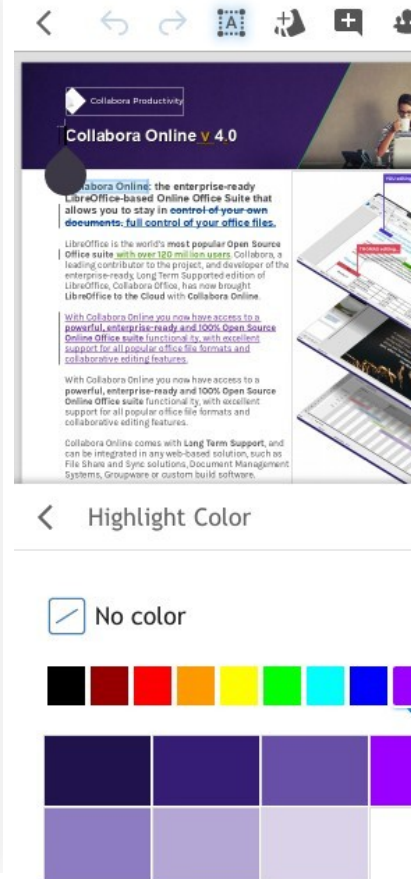 Collabora Productivity
Collabora Online v 4.0
Collabora Online: the enterprise-ready
LibreOffice-based Online Office Suite that
allows you to stay in control of your own
documents. full control of your office files.
LibreOffice is the world's most popular Open Source
Office suite with over 120 million users. Collabora, a
leading contributor to the project, and developer of the
enterprise-ready, Long Term Supported edition of
LibreOffice, Collabora Office, has now brought
LibreOffice to the Cloud with Collabora Online.
With Collabora Online you now have access to a
powerful, enterprise-ready and 100% Open Source
Online Office suite functionality, with excellent
support for all popular office file formats and
collaborative editing features.
With Collabora Online you now have access to a
powerful, enterprise-ready and 100% Open Source
Online Office suite functionality, with excellent
support for all popular office file formats and
collaborative editing features.
Collabora Online comes with Long Term Support, and
can be integrated in any web-based solution, such as
File Share and Sync solutions, Document Management
Systems, Groupware or custom build software.
Highlight Color
No color